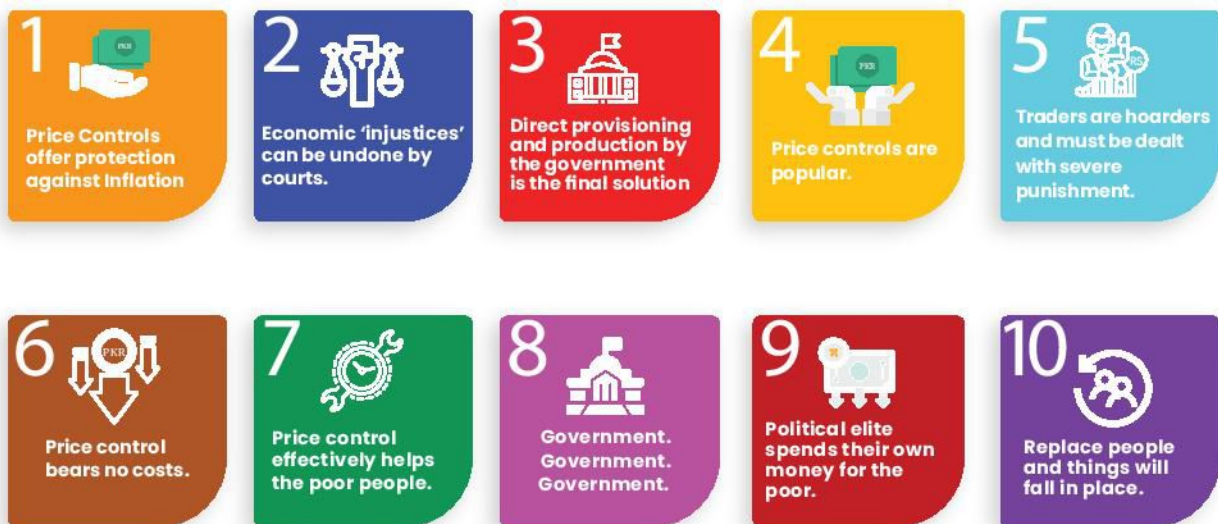 1
PKR
Price Controls
offer protection
against Inflation
2
Economic ‘injustices’
can be undone by
courts.
3
Direct provisioning
and production by
the government
is the final solution
4
PKR
Price controls are
popular.
5
RS
Traders are hoarders
and must be dealt
with severe
punishment.
6
PKR
Price control
bears no costs.
7
Price control
effectively helps
the poor people.
8
Government.
Government.
Government.
9
Political elite
spends their own
money for the
poor.
10
Replace people
and things will
fall in place.